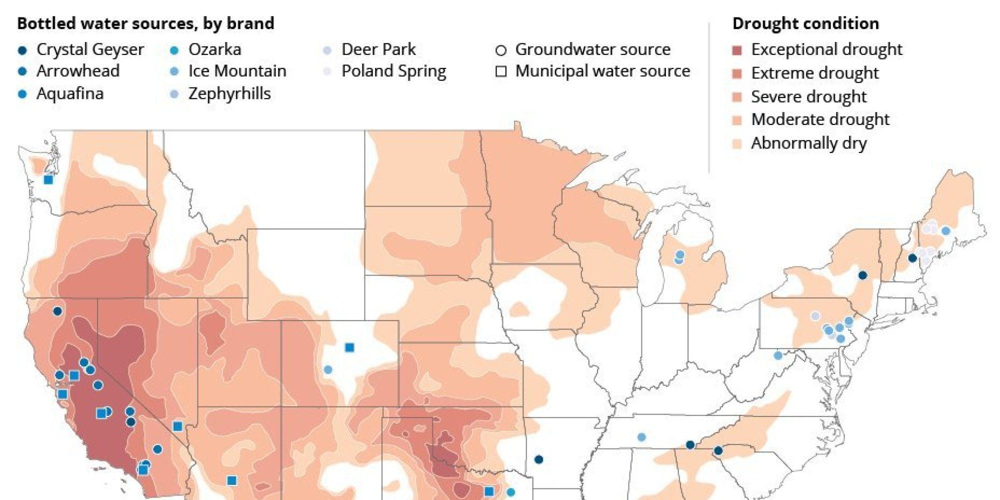 Bottled water sources, by brand
Crystal Geyser
Arrowhead
Aquafina
Ozarka
Ice Mountain
Zephyrhills
Deer Park
Poland Spring
Groundwater source
Municipal water source
Drought condition
Exceptional drought
Extreme drought
Severe drought
Moderate drought
Abnormally dry